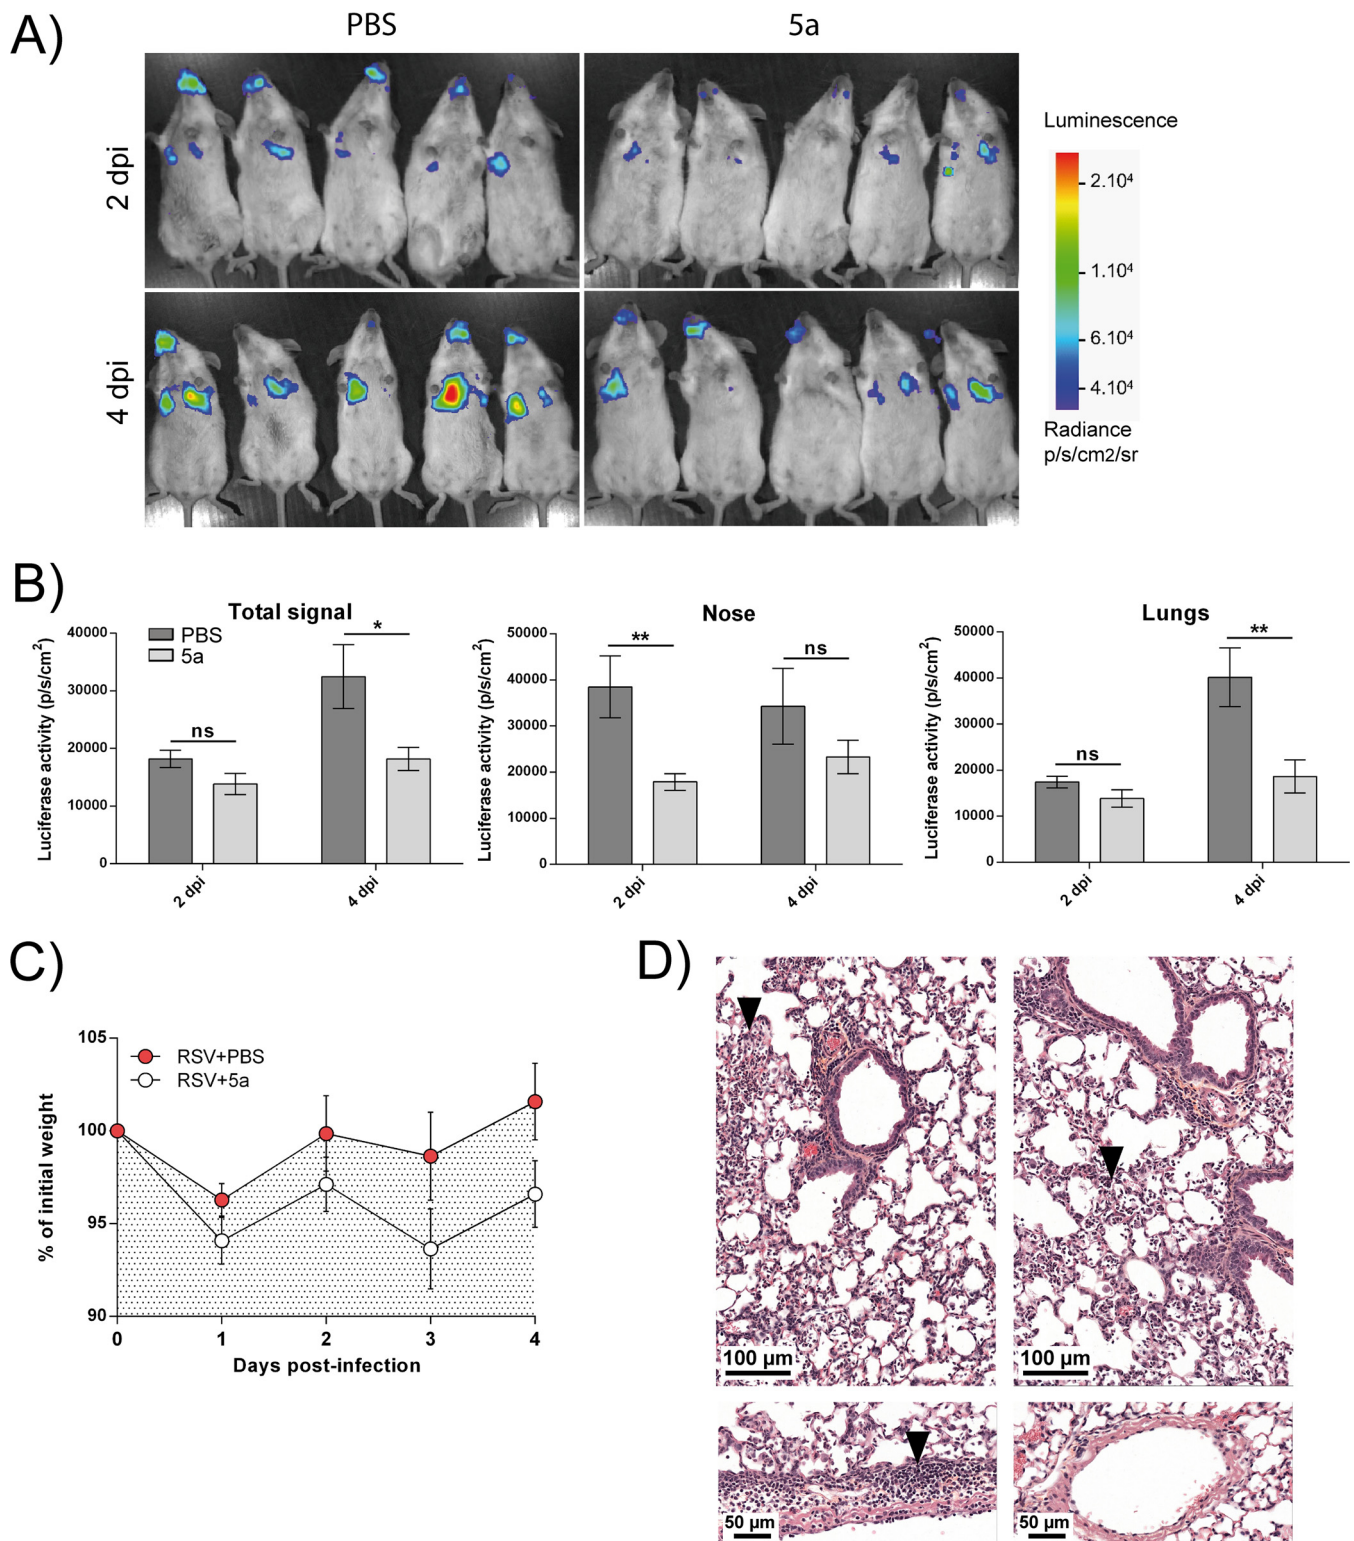 A)
PBS
5a
2 dpi
4 dpi
Luminescence
2.10⁴
1.10⁴
6.10⁴
4.10⁴
Radiance
p/s/cm2/sr
B)
Total signal
PBS
5a
Luciferase activity (p/s/cm²)
40000
30000
20000
10000
0
ns
*
2 dpi
4 dpi
Nose
Luciferase activity (p/s/cm²)
50000
40000
30000
20000
10000
0
**
ns
2 dpi
4 dpi
Lungs
Luciferase activity (p/s/cm²)
50000
40000
30000
20000
10000
0
ns
**
2 dpi
4 dpi
C)
RSV+PBS
RSV+5a
% of initial weight
105
100
95
90
0 1 2 3 4
Days post-infection
D)
100 µm
100 µm
50 µm
50 µm